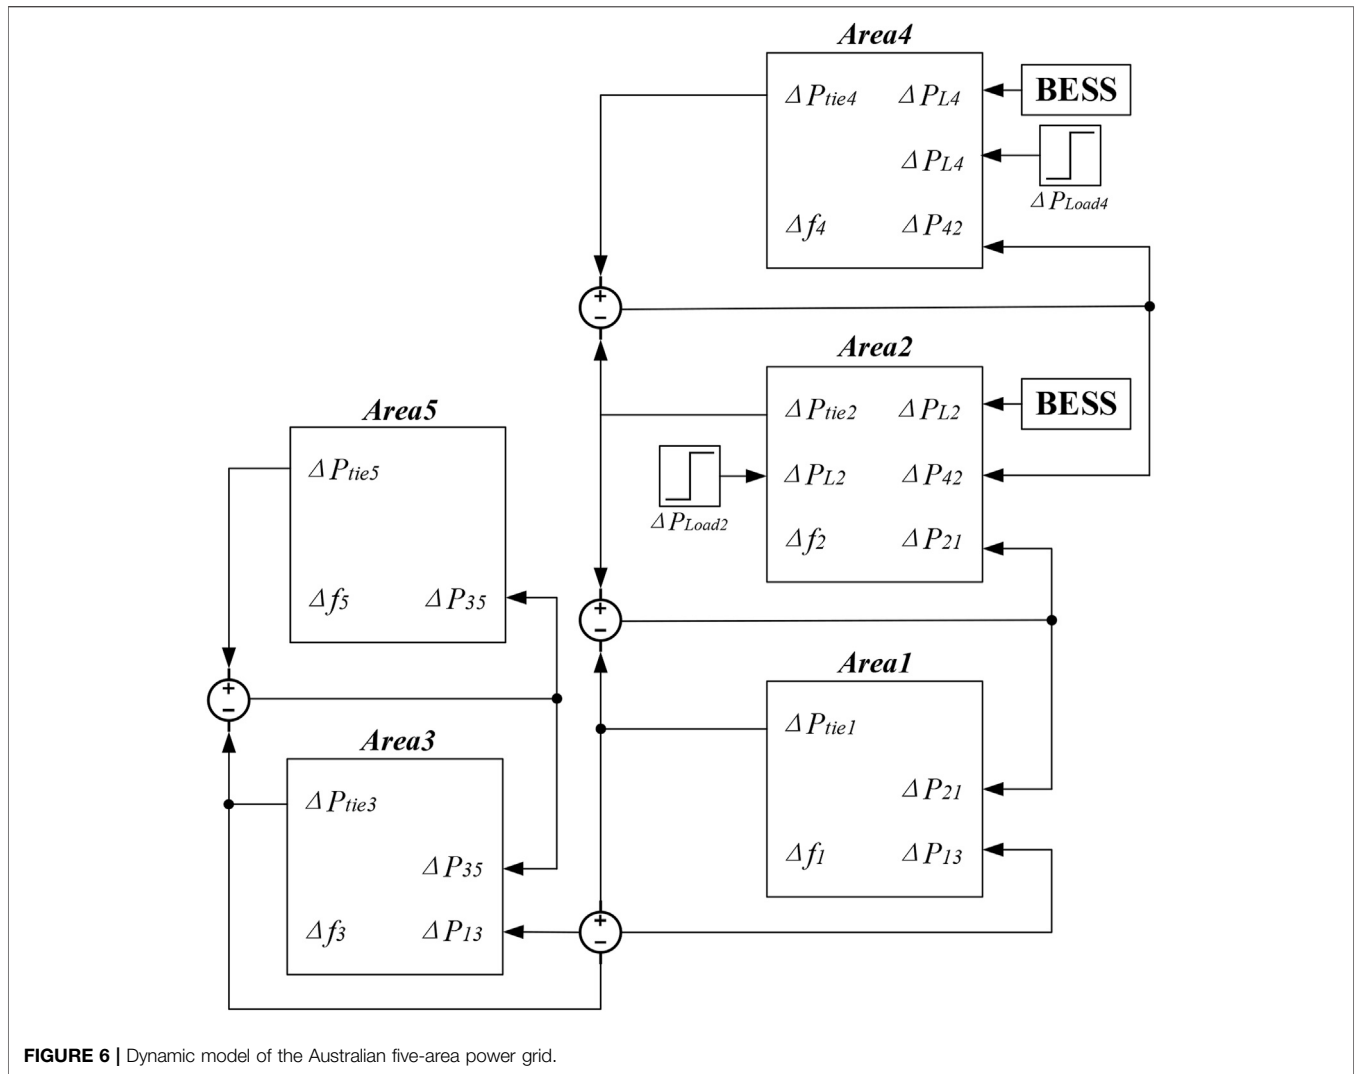 Area4
ΔPtie4 ΔPL4 BESS
ΔPL4
ΔPLoad4
Δf4 ΔP42
+
−
Area2
ΔPtie2 ΔPL2 BESS
ΔPL2 ΔP42
ΔPLoad2
Δf2 ΔP21
+
−
Area5
ΔPtie5
Δf5 ΔP35
+
−
Area1
ΔPtie1
ΔP21
Δf1 ΔP13
Area3
ΔPtie3
ΔP35
Δf3 ΔP13
+
−
FIGURE 6 | Dynamic model of the Australian five-area power grid.